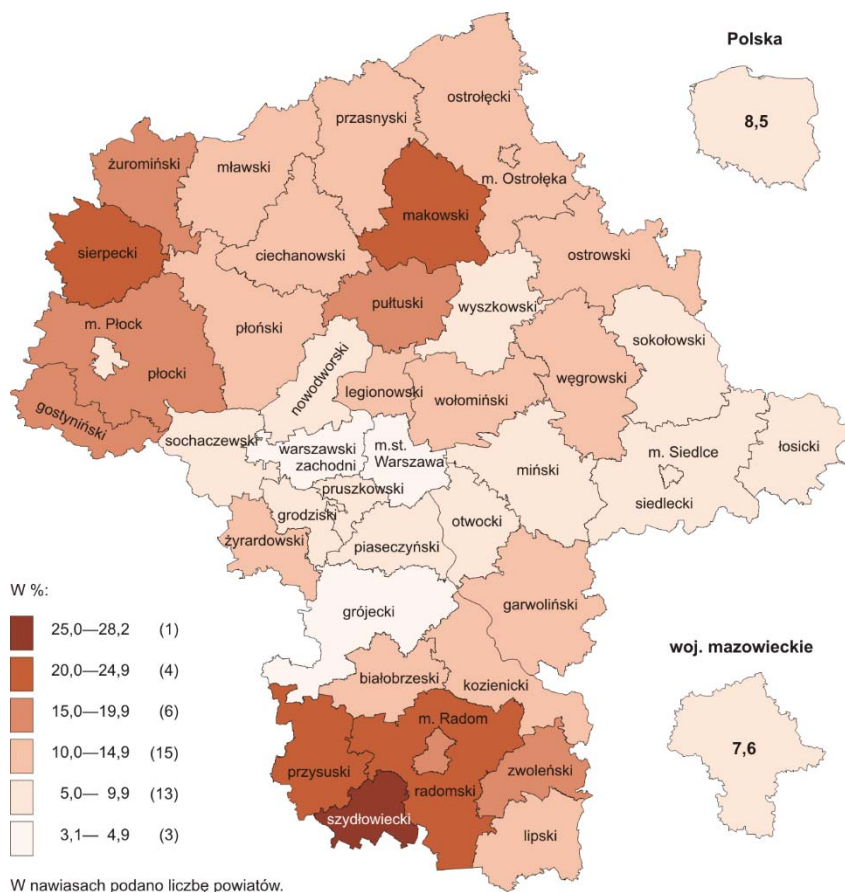 Polska
8,5
ostrołęcki
przasnyski
żuromiński
mławski
m. Ostrołęka
makowski
sierpecki
ciechanowski
ostrowski
pułtuski
wyszkowski
m. Płock
płoński
sokołowski
płocki
nowodworski
legionowski
wołomiński
węgrowski
gostyniński
sochaczewski
warszawski
zachodni
m.st.
Warszawa
miński
m. Siedlce
łosicki
siedlecki
pruszkowski
grodziski
otwocki
żyrardowski
piaseczyński
W %:
grójecki
garwoliński
25,0—28,2 (1)
20,0—24,9 (4)
15,0—19,9 (6)
10,0—14,9 (15)
5,0— 9,9 (13)
3,1— 4,9 (3)
woj. mazowieckie
7,6
białobrzeski
kozienicki
m. Radom
przysuski
radomski
zwoleński
szydłowiecki
lipski
W nawiasach podano liczbę powiatów.